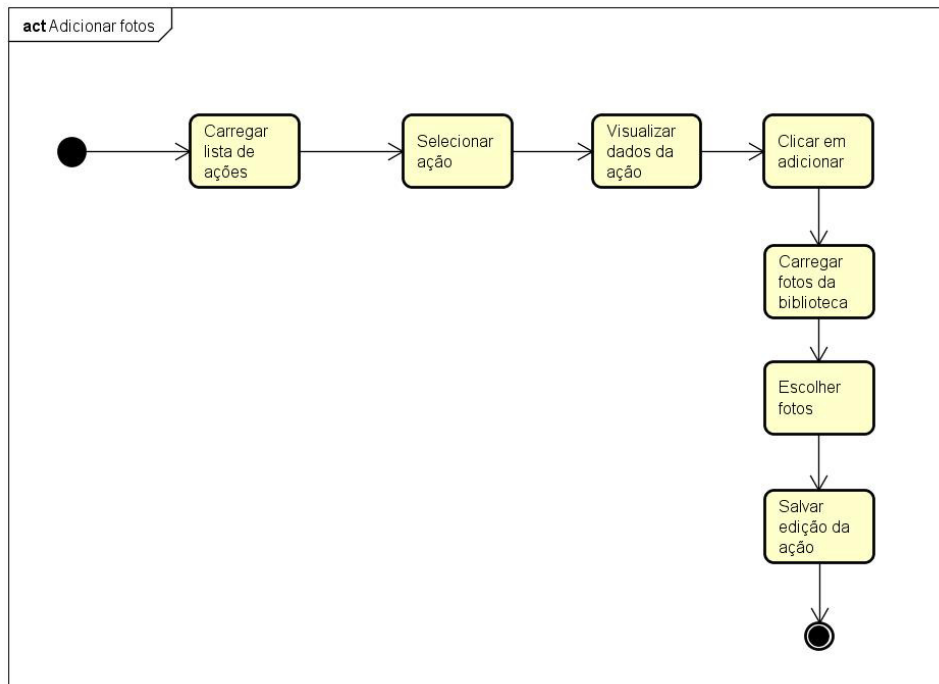 act Adicionar fotos
Carregar
lista de
ações
Selecionar
ação
Visualizar
dados da
ação
Clicar em
adicionar
Carregar
fotos da
biblioteca
Escolher
fotos
Salvar
edição da
ação